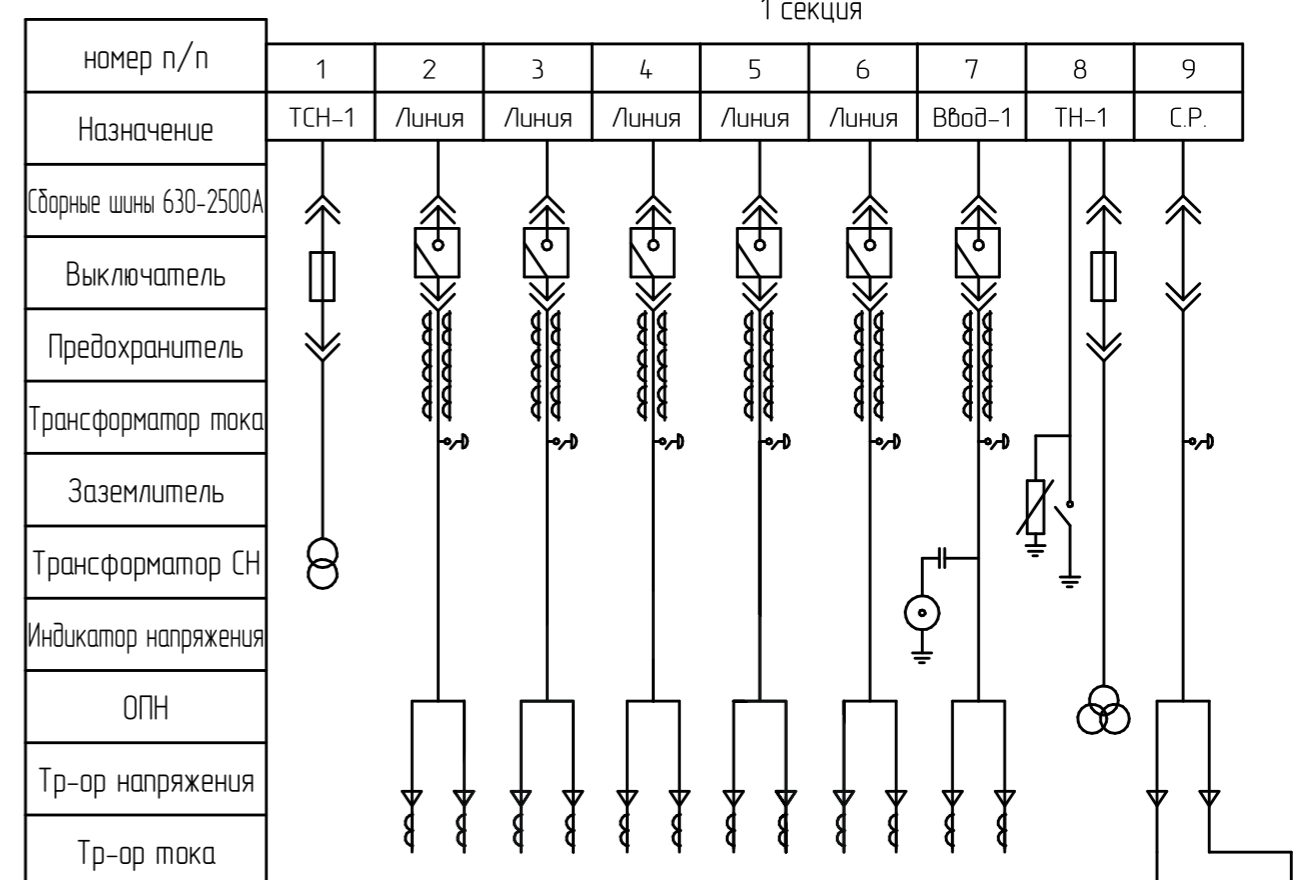 1 секция
номер п/п
1 2 3 4 5 6 7 8 9
Назначение
ТСН-1 Линия Линия Линия Линия Линия Ввод-1 ТН-1 С.Р.
Сборные шины 630-2500А
Выключатель
Предохранитель
Трансформатор тока
Заземлитель
Трансформатор СН
Индикатор напряжения
ОПН
Тр-ор напряжения
Тр-ор тока